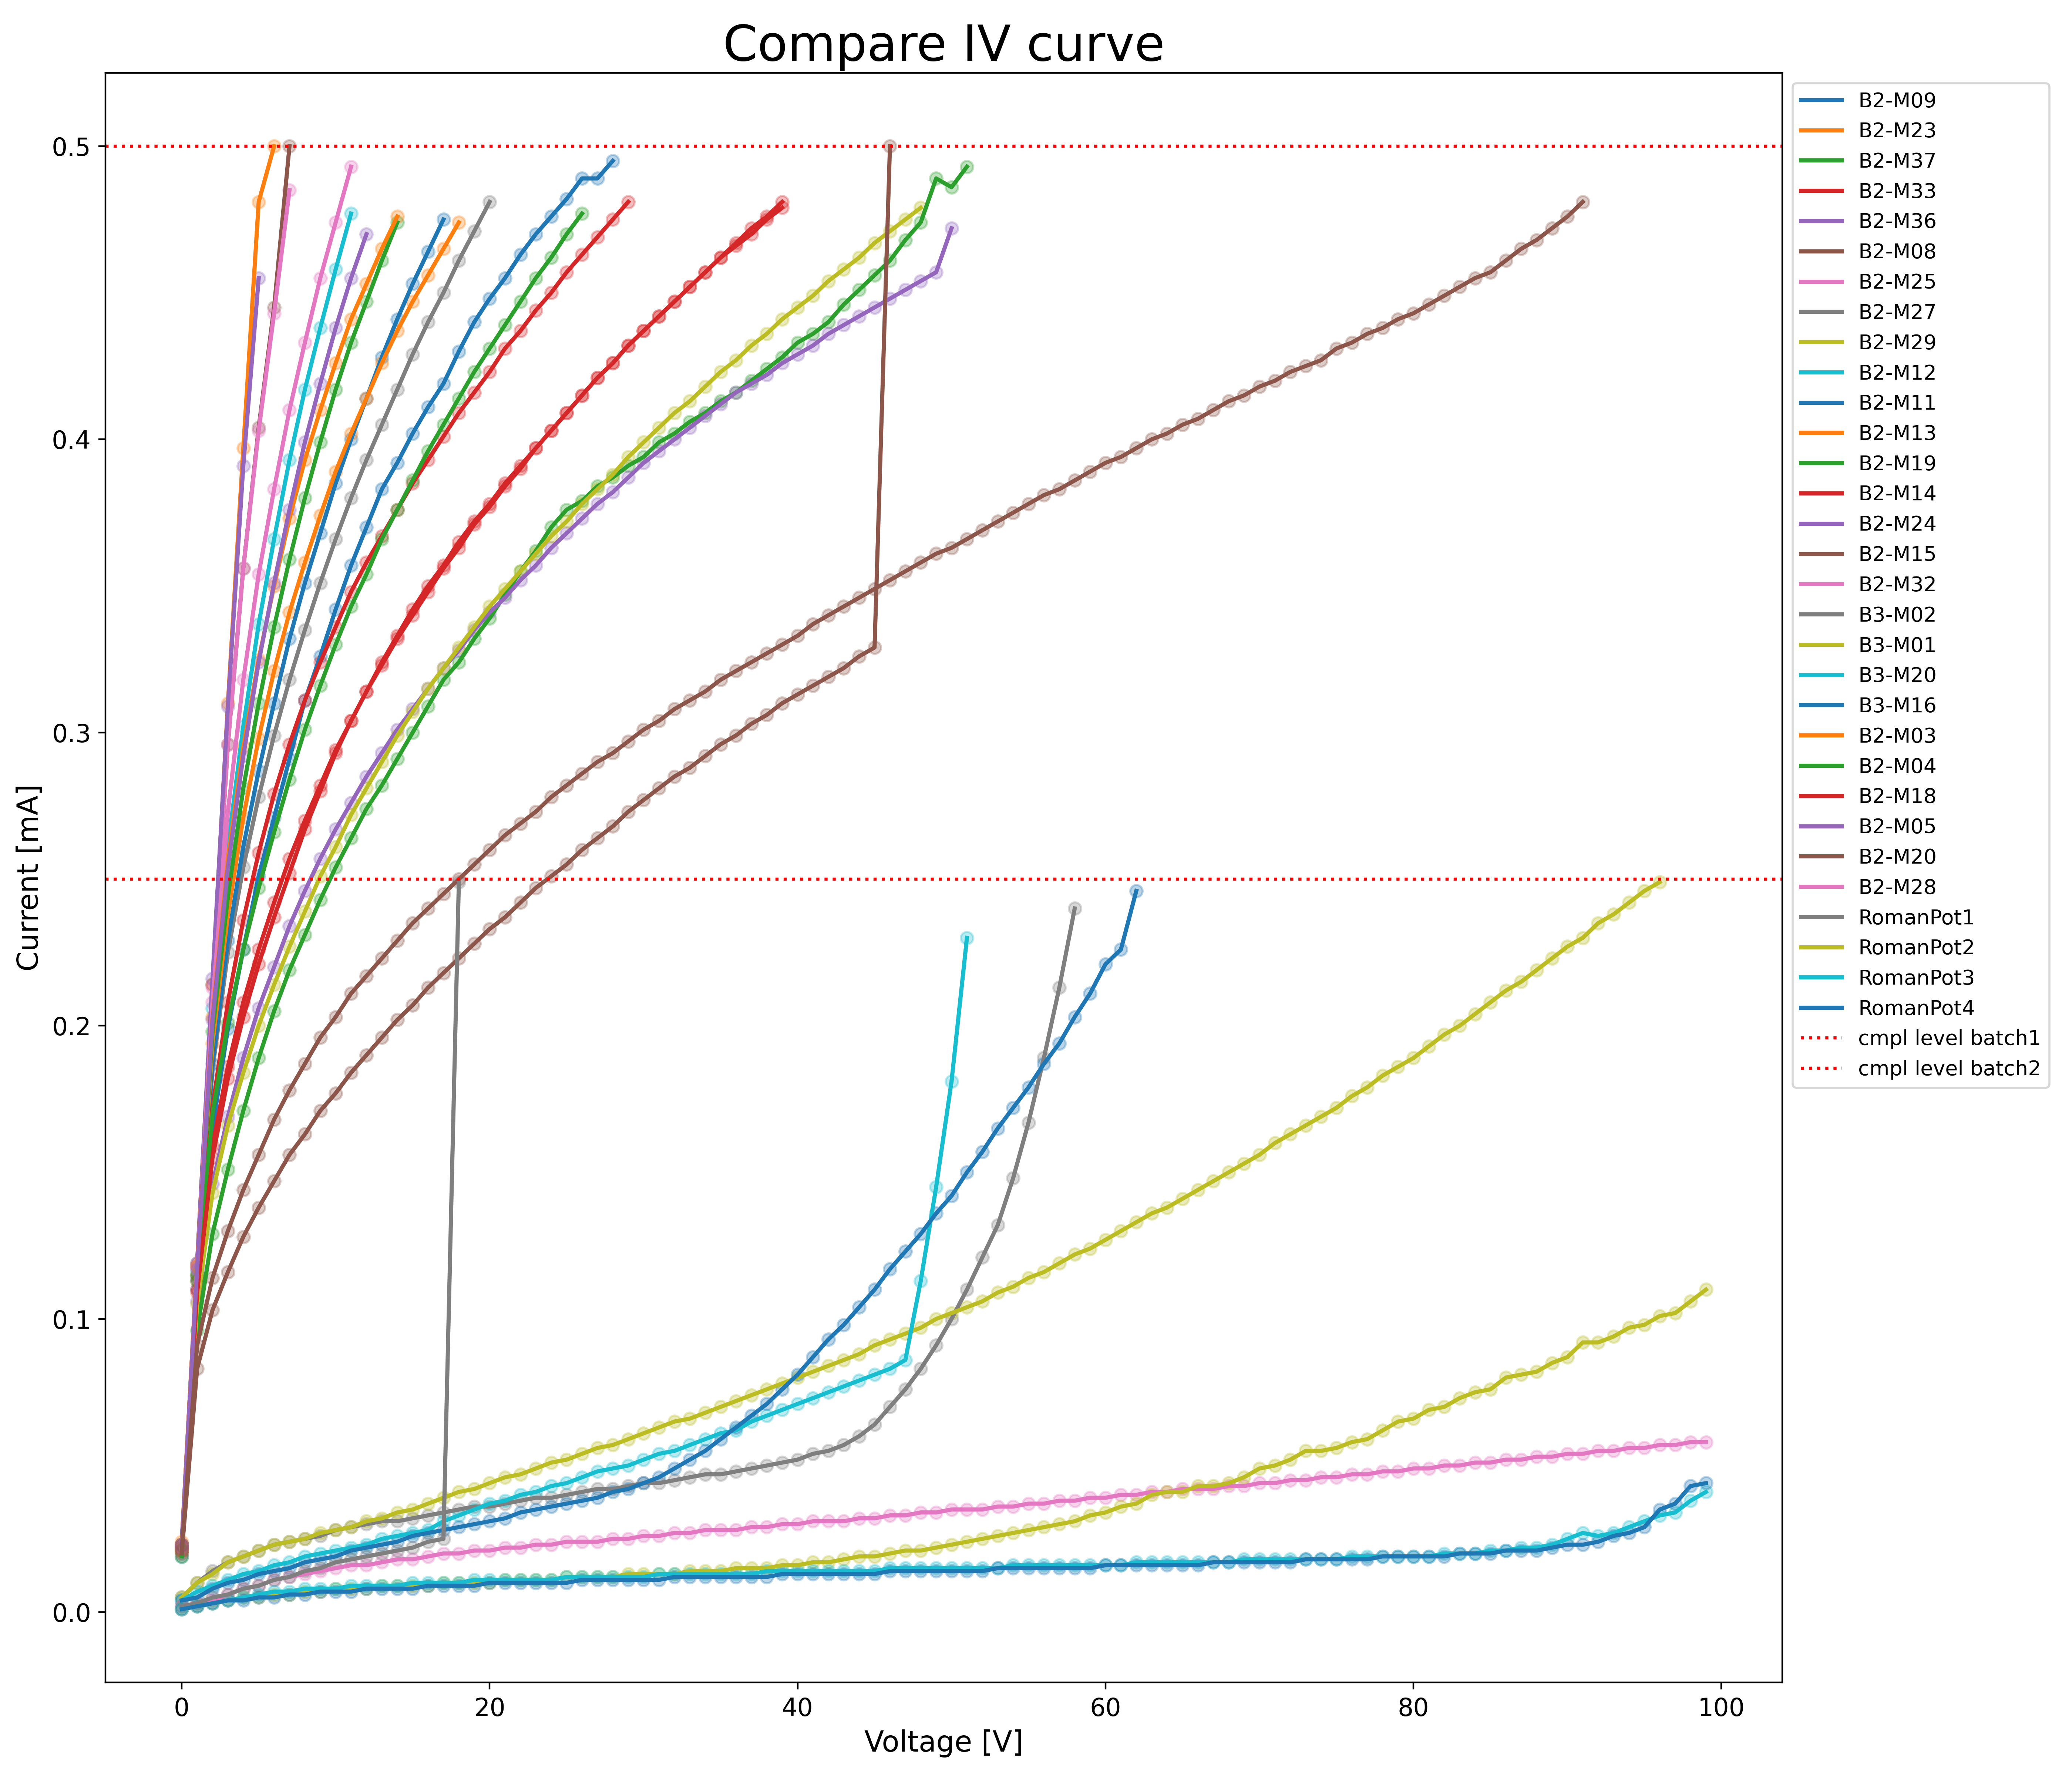 Compare IV curve
Current [mA]
0.5
0.4
0.3
0.2
0.1
0.0
0
20
40
60
80
100
Voltage [V]
B2-M09
B2-M23
B2-M37
B2-M33
B2-M36
B2-M08
B2-M25
B2-M27
B2-M29
B2-M12
B2-M11
B2-M13
B2-M19
B2-M14
B2-M24
B2-M15
B2-M32
B3-M02
B3-M01
B3-M20
B3-M16
B2-M03
B2-M04
B2-M18
B2-M05
B2-M20
B2-M28
RomanPot1
RomanPot2
RomanPot3
RomanPot4
cmpl level batch1
cmpl level batch2